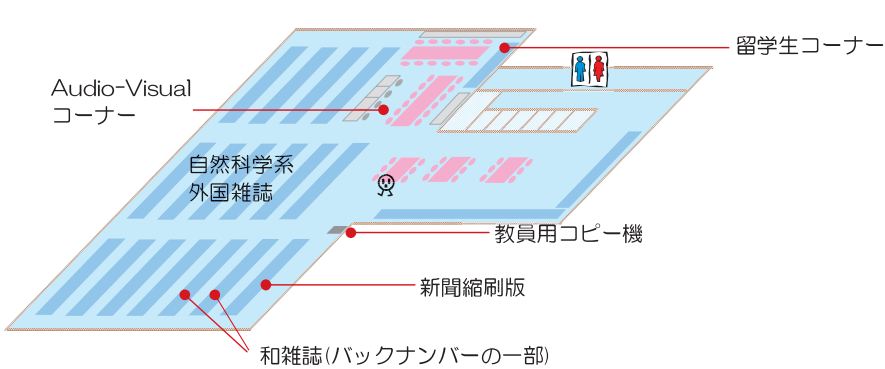 留学生コーナー
Audio-Visual
コーナー
自然科学系
外国雑誌
教員用コピー機
新聞縮刷版
和雑誌(バックナンバーの一部)